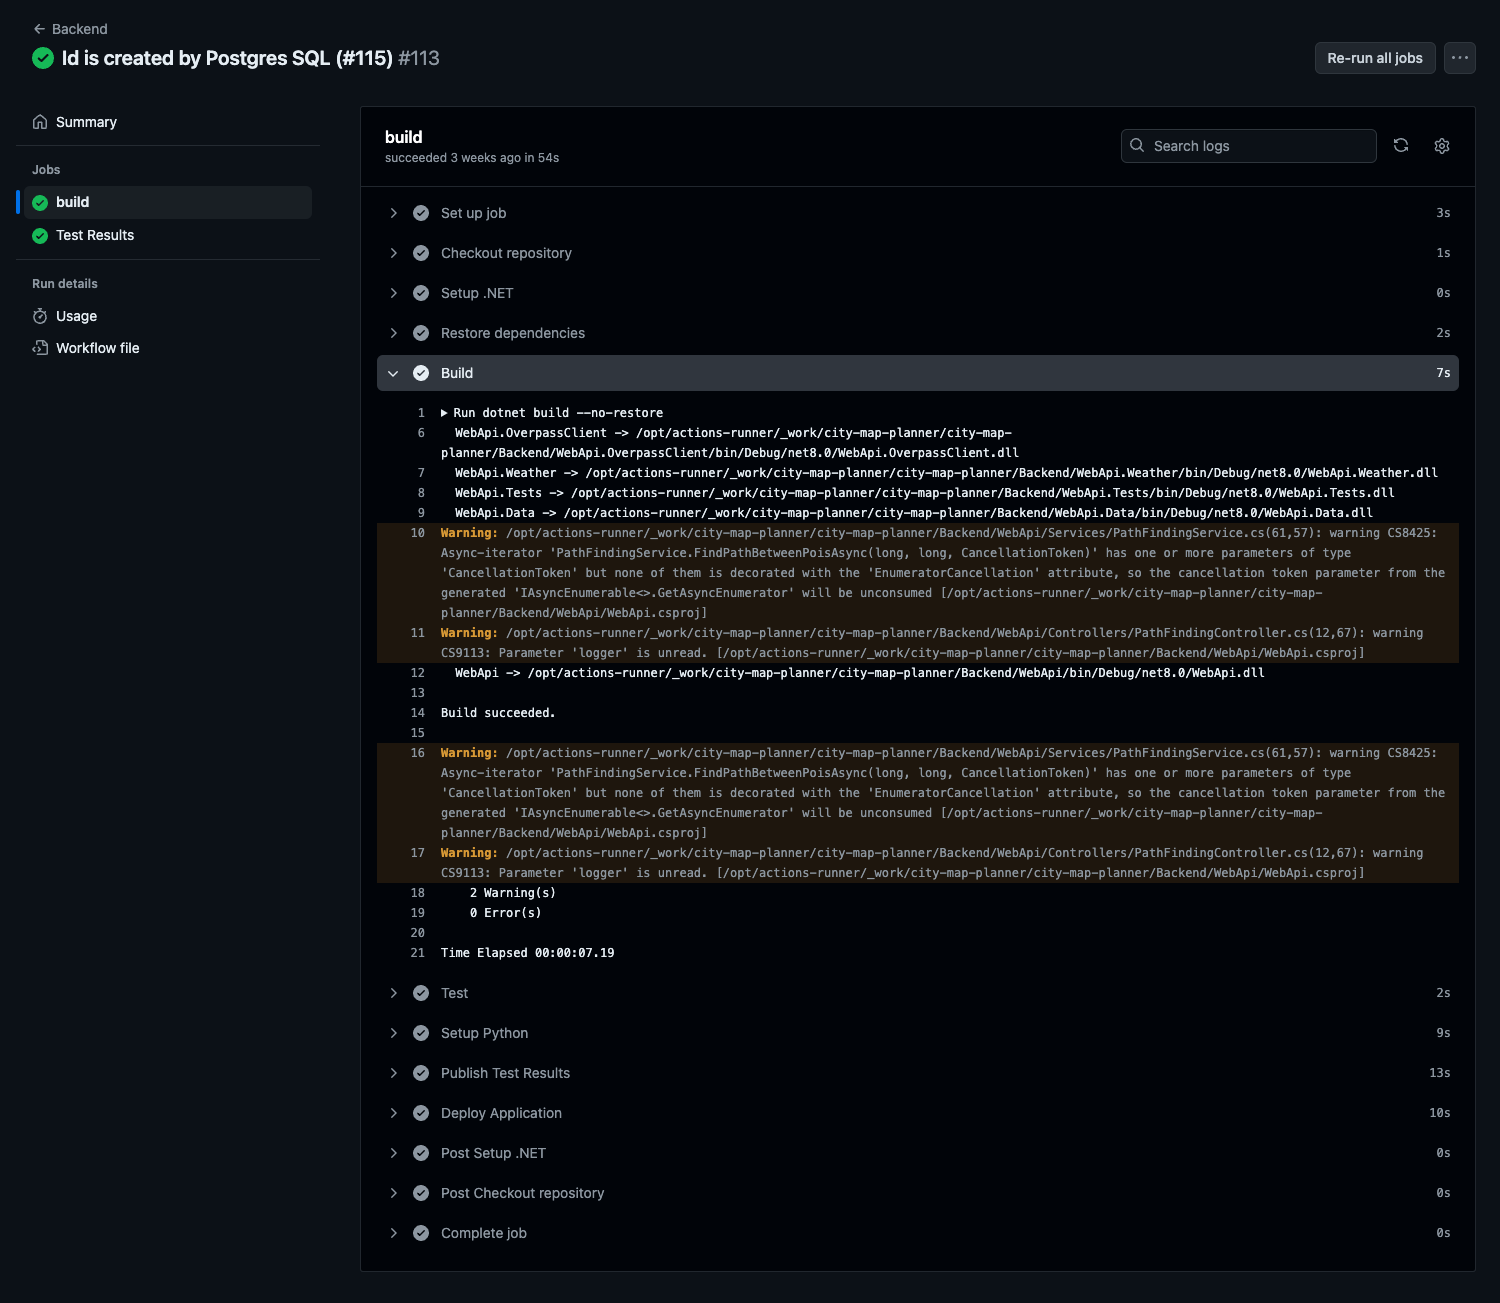 ← Backend
Id is created by Postgres SQL (#115) #113
Re-run all jobs
Summary
Jobs
build
Test Results
Run details
Usage
Workflow file
build
succeeded 3 weeks ago in 54s
Search logs
Set up job 3s
Checkout repository 1s
Setup .NET 0s
Restore dependencies 2s
Build 7s
1 ▶ Run dotnet build --no-restore
6 WebApi.OverpassClient -> /opt/actions-runner/_work/city-map-planner/city-map-
planner/Backend/WebApi.OverpassClient/bin/Debug/net8.0/WebApi.OverpassClient.dll
7 WebApi.Weather -> /opt/actions-runner/_work/city-map-planner/city-map-planner/Backend/WebApi.Weather/bin/Debug/net8.0/WebApi.Weather.dll
8 WebApi.Tests -> /opt/actions-runner/_work/city-map-planner/city-map-planner/Backend/WebApi.Tests/bin/Debug/net8.0/WebApi.Tests.dll
9 WebApi.Data -> /opt/actions-runner/_work/city-map-planner/city-map-planner/Backend/WebApi.Data/bin/Debug/net8.0/WebApi.Data.dll
10 Warning: /opt/actions-runner/_work/city-map-planner/city-map-planner/Backend/WebApi/Services/PathFindingService.cs(61,57): warning CS8425:
Async-iterator 'PathFindingService.FindPathBetweenPoisAsync(long, long, CancellationToken)' has one or more parameters of type
'CancellationToken' but none of them is decorated with the 'EnumeratorCancellation' attribute, so the cancellation token parameter from the
generated 'IAsyncEnumerable<>.GetAsyncEnumerator' will be unconsumed [/opt/actions-runner/_work/city-map-planner/city-map-
planner/Backend/WebApi/WebApi.csproj]
11 Warning: /opt/actions-runner/_work/city-map-planner/city-map-planner/Backend/WebApi/Controllers/PathFindingController.cs(12,67): warning
CS9113: Parameter 'logger' is unread. [/opt/actions-runner/_work/city-map-planner/city-map-planner/Backend/WebApi/WebApi.csproj]
12 WebApi -> /opt/actions-runner/_work/city-map-planner/city-map-planner/Backend/WebApi/bin/Debug/net8.0/WebApi.dll
13
14 Build succeeded.
15
16 Warning: /opt/actions-runner/_work/city-map-planner/city-map-planner/Backend/WebApi/Services/PathFindingService.cs(61,57): warning CS8425:
Async-iterator 'PathFindingService.FindPathBetweenPoisAsync(long, long, CancellationToken)' has one or more parameters of type
'CancellationToken' but none of them is decorated with the 'EnumeratorCancellation' attribute, so the cancellation token parameter from the
generated 'IAsyncEnumerable<>.GetAsyncEnumerator' will be unconsumed [/opt/actions-runner/_work/city-map-planner/city-map-
planner/Backend/WebApi/WebApi.csproj]
17 Warning: /opt/actions-runner/_work/city-map-planner/city-map-planner/Backend/WebApi/Controllers/PathFindingController.cs(12,67): warning
CS9113: Parameter 'logger' is unread. [/opt/actions-runner/_work/city-map-planner/city-map-planner/Backend/WebApi/WebApi.csproj]
18 2 Warning(s)
19 0 Error(s)
20
21 Time Elapsed 00:00:07.19
Test 2s
Setup Python 9s
Publish Test Results 13s
Deploy Application 10s
Post Setup .NET 0s
Post Checkout repository 0s
Complete job 0s